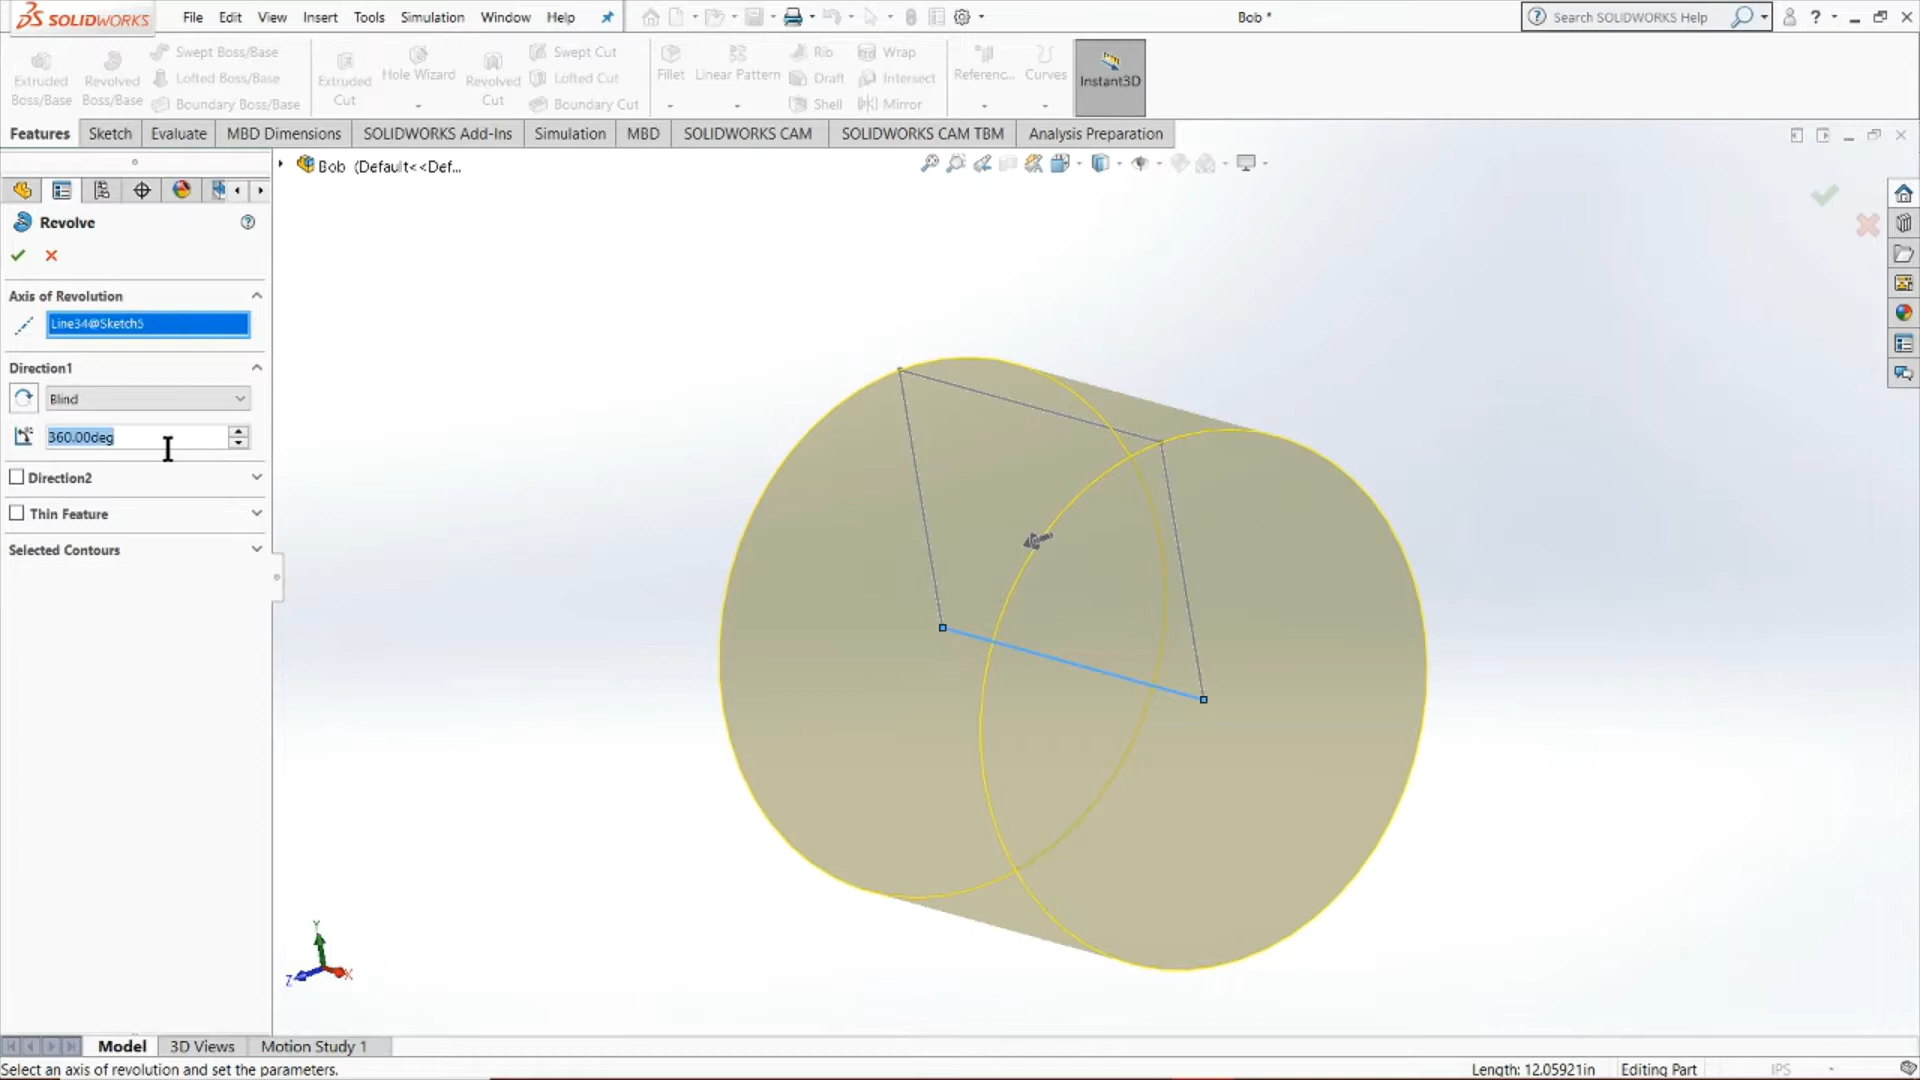 SOLIDWORKS File Edit View Insert Tools Simulation Window Help Bob * Search SOLIDWORKS Help
Extruded Boss/Base
Revolved Boss/Base
Swept Boss/Base
Lofted Boss/Base
Boundary Boss/Base
Extruded Cut
Hole Wizard
Revolved Cut
Swept Cut
Lofted Cut
Boundary Cut
Fillet
Linear Pattern
Rib
Draft
Shell
Wrap
Intersect
Mirror
Referenc...
Curves
Instant3D
Features Sketch Evaluate MBD Dimensions SOLIDWORKS Add-Ins Simulation MBD SOLIDWORKS CAM SOLIDWORKS CAM TBM Analysis Preparation
Bob (Default<<Def...
Revolve
Axis of Revolution
Line34@Sketch5
Direction1
Blind
360.00deg
Direction2
Thin Feature
Selected Contours
Y
Z
X
Model 3D Views Motion Study 1
Select an axis of revolution and set the parameters. Length: 12.05921in Editing Part IPS